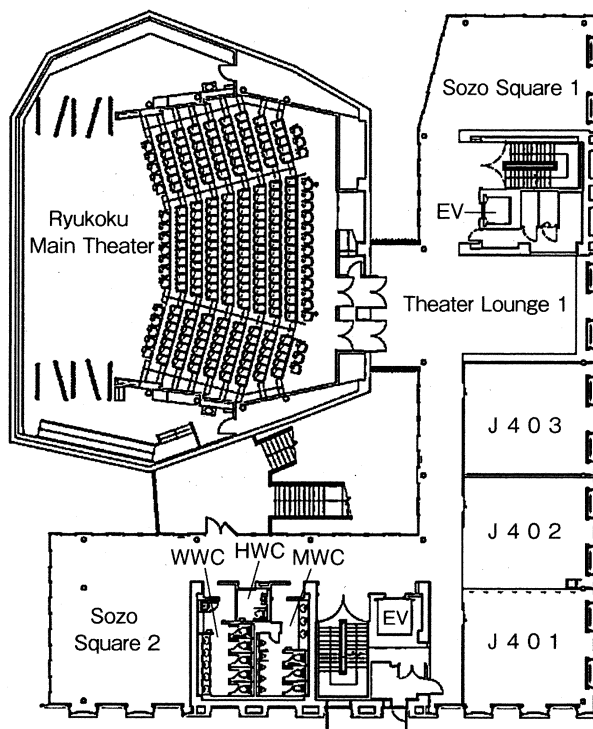 Sozo Square 1
EV
Ryukoku
Main Theater
Theater Lounge 1
J 4 0 3
J 4 0 2
WWC
HWC
MWC
Sozo
Square 2
EV
J 4 0 1